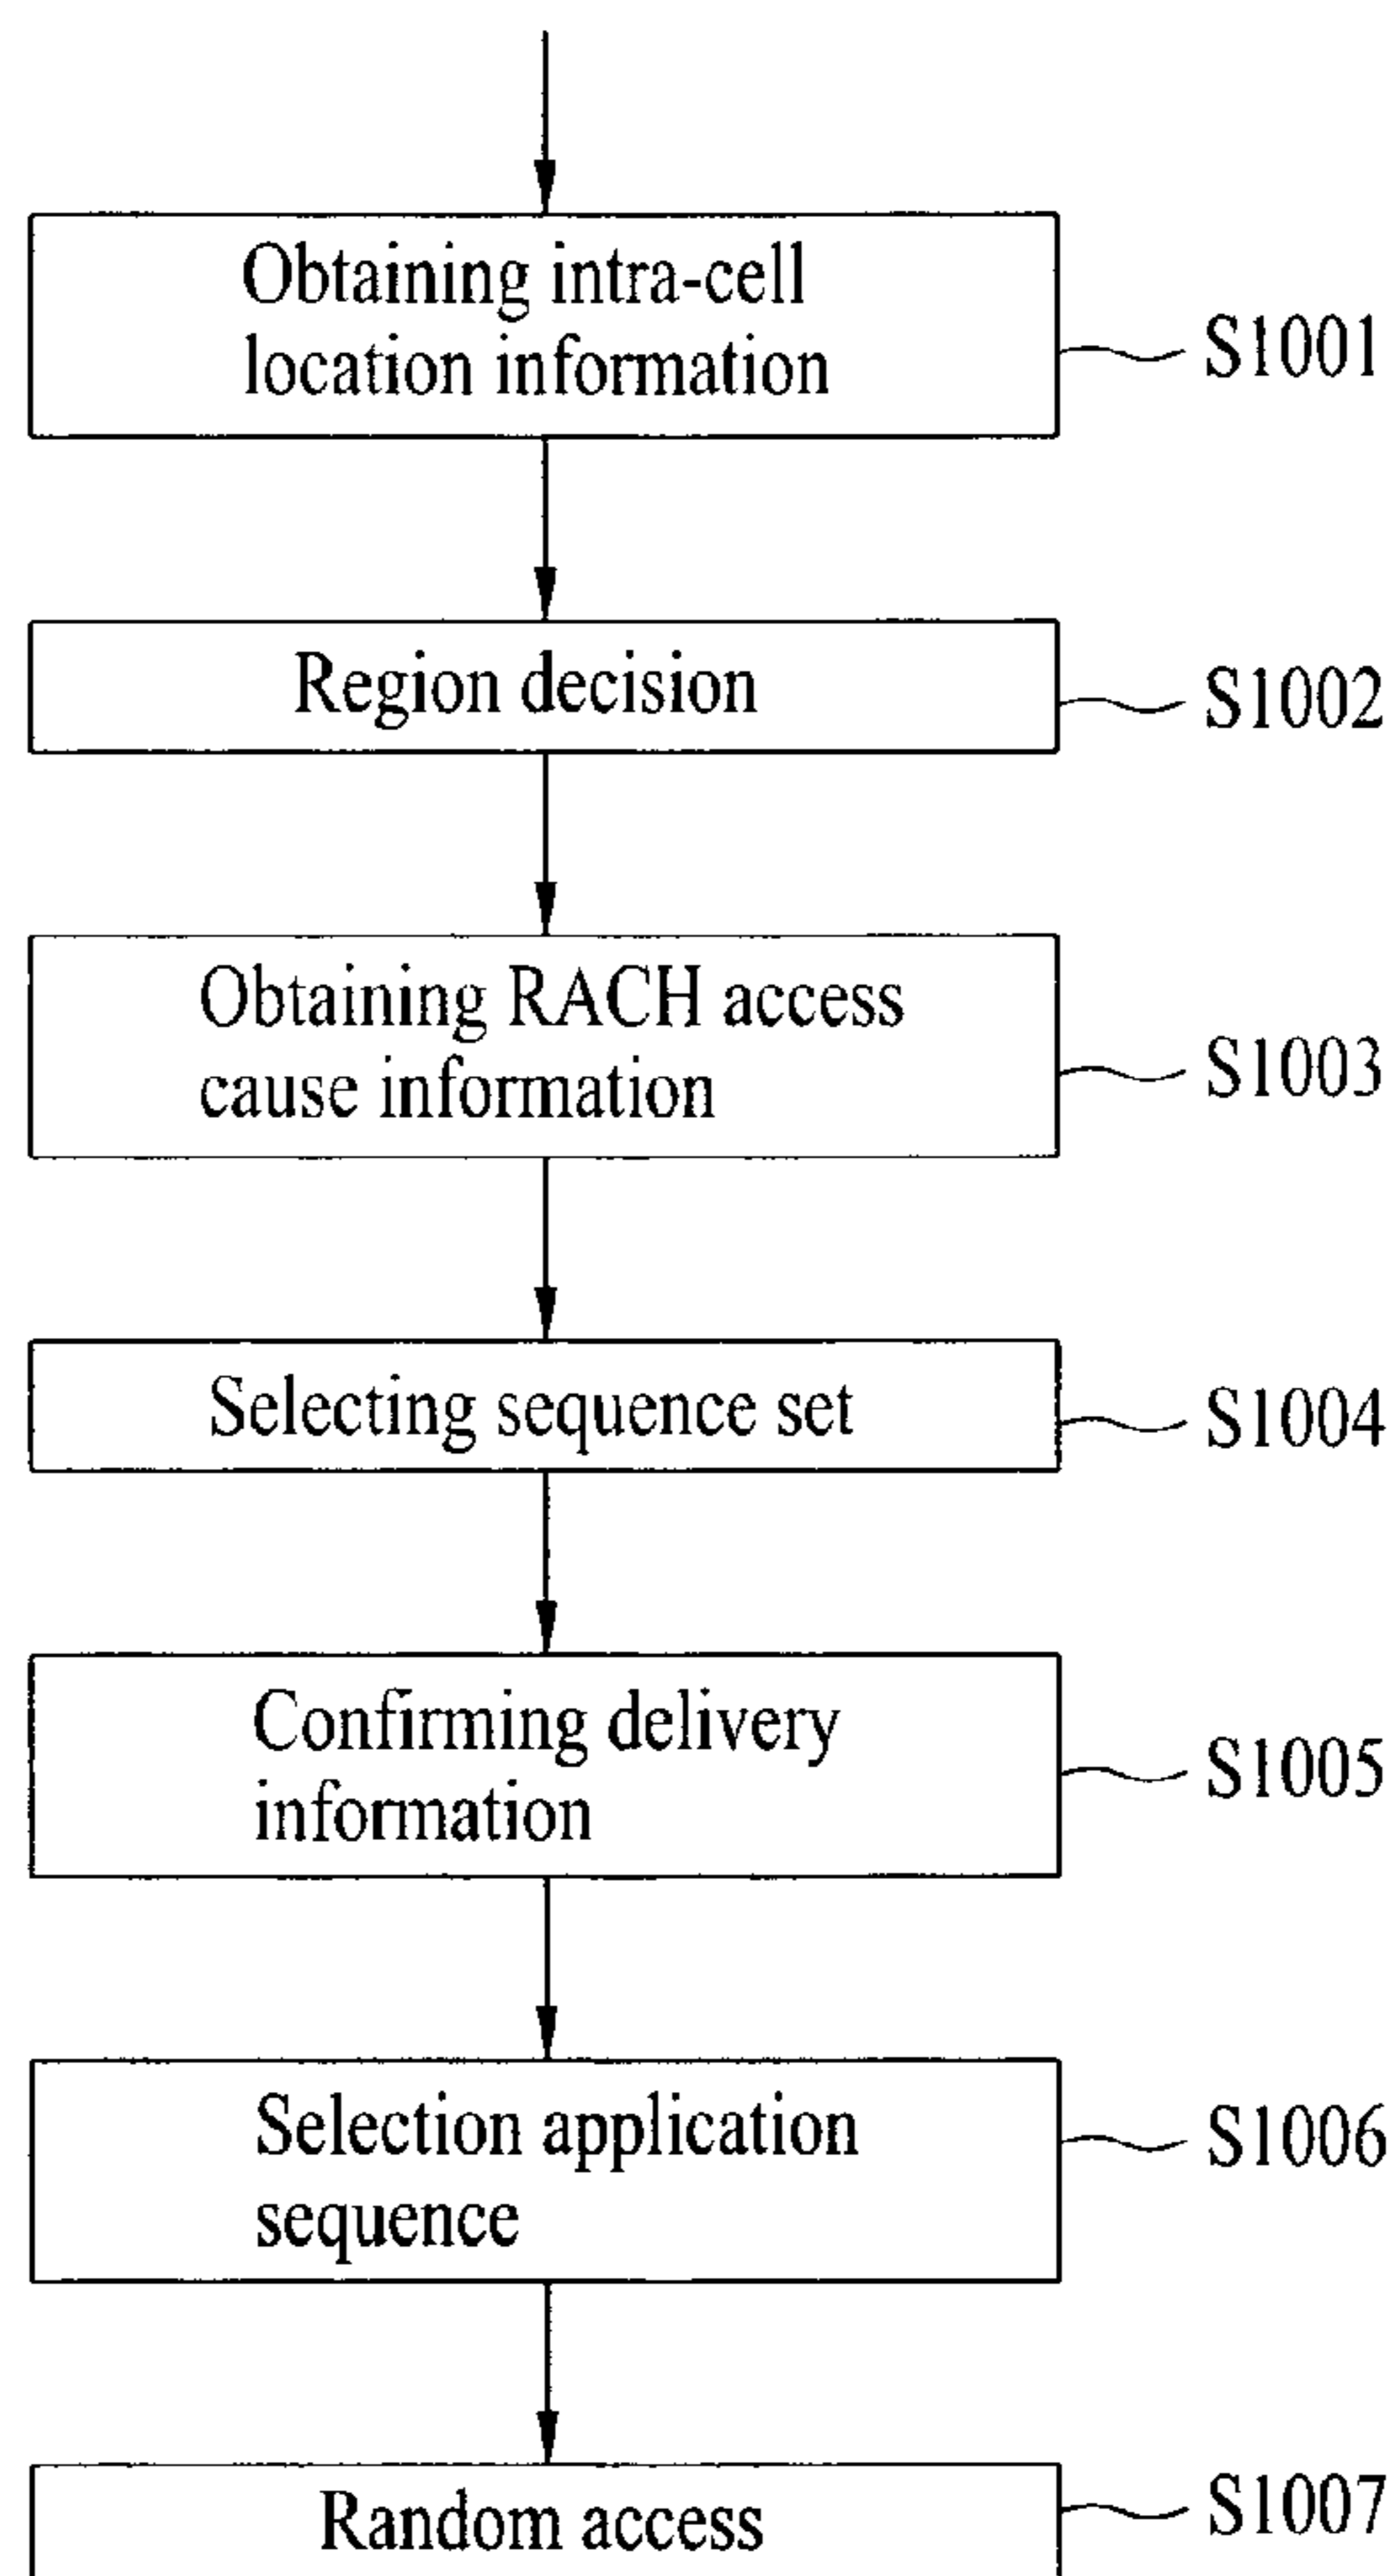 Obtaining intra-cell
location information
S1001
Region decision
S1002
Obtaining RACH access
cause information
S1003
Selecting sequence set
S1004
Confirming delivery
information
S1005
Selection application
sequence
S1006
Random access
S1007